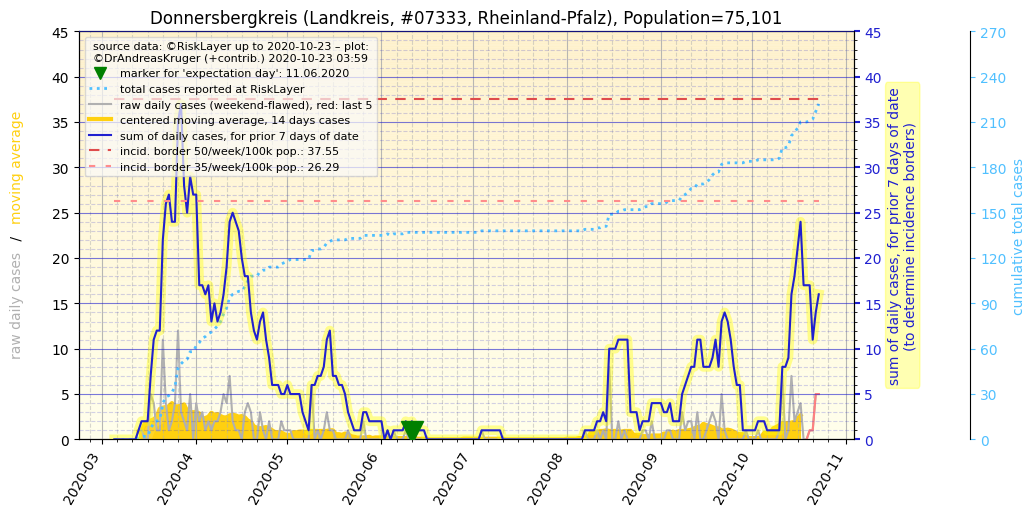 Donnersbergkreis (Landkreis, #07333, Rheinland-Pfalz), Population=75,101
source data: ©RiskLayer up to 2020-10-23 – plot:
©DrAndreasKruger (+contrib.) 2020-10-23 03:59
marker for 'expectation day': 11.06.2020
total cases reported at RiskLayer
raw daily cases (weekend-flawed), red: last 5
centered moving average, 14 days cases
sum of daily cases, for prior 7 days of date
incid. border 50/week/100k pop.: 37.55
incid. border 35/week/100k pop.: 26.29
raw daily cases / moving average
45
40
35
30
25
20
15
10
5
0
2020-03
2020-04
2020-05
2020-06
2020-07
2020-08
2020-09
2020-10
2020-11
45
40
35
30
25
20
15
10
5
0
sum of daily cases, for prior 7 days of date
(to determine incidence borders)
270
240
210
180
150
120
90
60
30
0
cumulative total cases